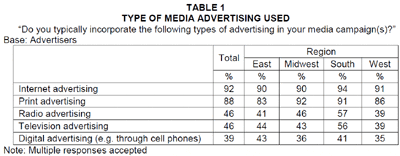 TABLE 1
TYPE OF MEDIA ADVERTISING USED
"Do you typically incorporate the following types of advertising in your media campaign(s)?"
Base: Advertisers
Total Region
East Midwest South West
% % % % %
Internet advertising 92 90 90 94 91
Print advertising 88 83 92 91 86
Radio advertising 46 41 46 57 39
Television advertising 46 44 43 56 39
Digital advertising (e.g. through cell phones) 39 43 36 41 35
Note: Multiple responses accepted